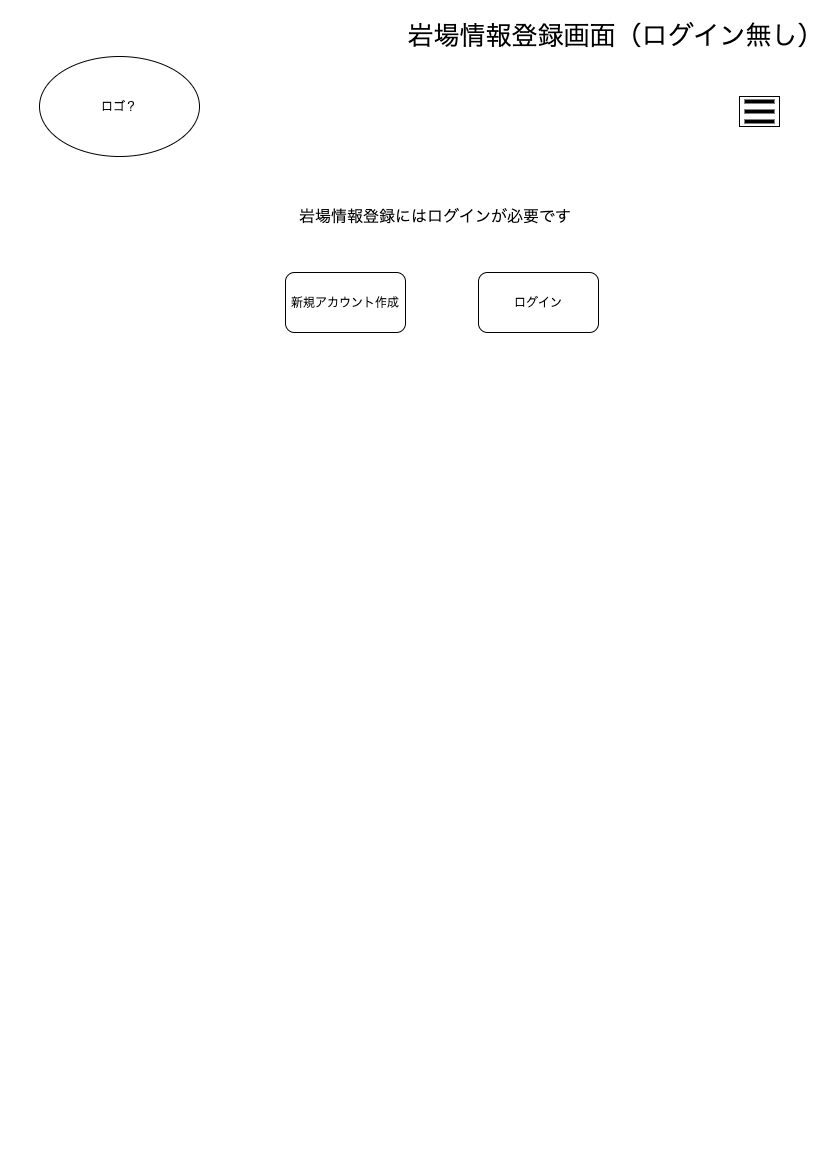 岩場情報登録画面（ログイン無し）
ロゴ？
岩場情報登録にはログインが必要です
新規アカウント作成
ログイン